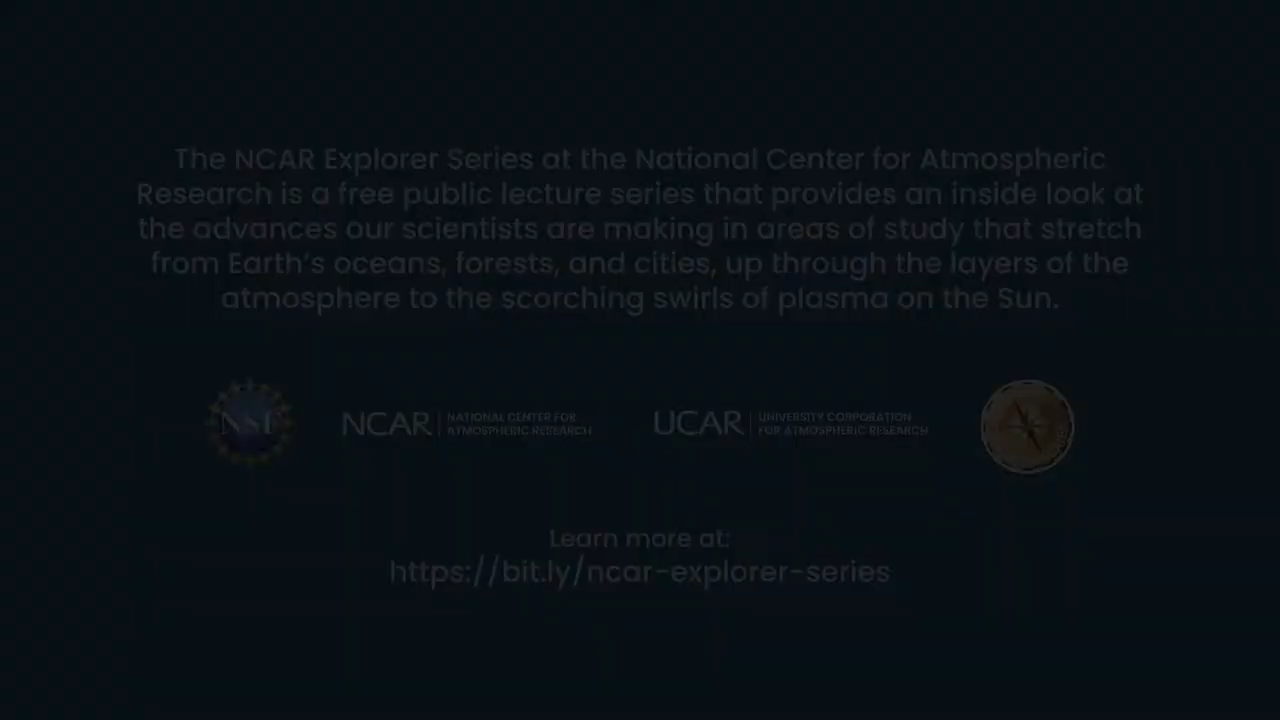 The NCAR Explorer Series at the National Center for Atmospheric
Research is a free public lecture series that provides an inside look at
the advances our scientists are making in areas of study that stretch
from Earth's oceans, forests, and cities, up through the layers of the
atmosphere to the scorching swirls of plasma on the Sun.
NSF
NCAR
NATIONAL CENTER FOR
ATMOSPHERIC RESEARCH
UCAR
UNIVERSITY CORPORATION
FOR ATMOSPHERIC RESEARCH
Learn more at:
https://bit.ly/ncar-explorer-series